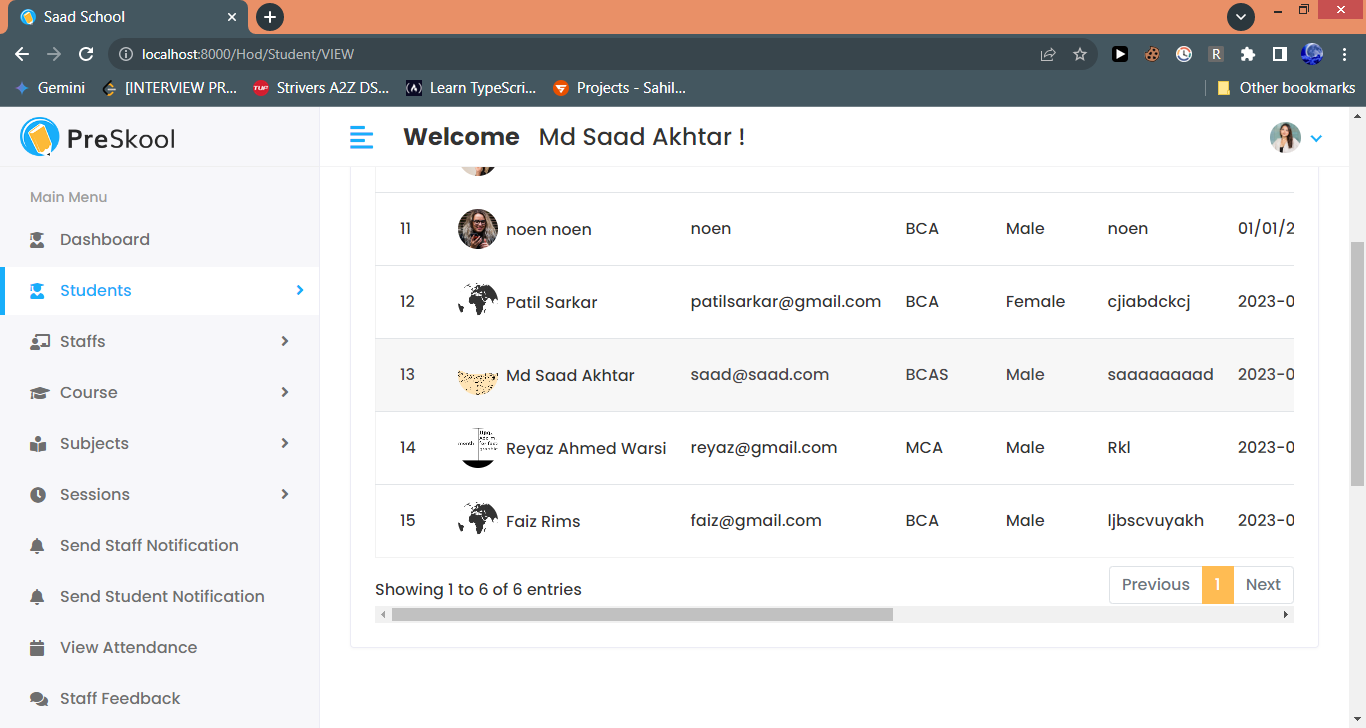 Saad School
localhost:8000/Hod/Student/VIEW
R
Gemini [INTERVIEW PR... TUF Strivers A2Z DS... Learn TypeScri... Projects - Sahil... Other bookmarks
PreSkool
Welcome Md Saad Akhtar !
Main Menu
Dashboard
Students
Staffs
Course
Subjects
Sessions
Send Staff Notification
Send Student Notification
View Attendance
Staff Feedback
11 noen noen noen BCA Male noen 01/01/2
12 Patil Sarkar patilsarkar@gmail.com BCA Female cjiabdckcj 2023-0
13 Md Saad Akhtar saad@saad.com BCAS Male saaaaaaaad 2023-0
14 Reyaz Ahmed Warsi reyaz@gmail.com MCA Male Rkl 2023-0
15 Faiz Rims faiz@gmail.com BCA Male ljbscvuyakh 2023-0
Showing 1 to 6 of 6 entries
Previous 1 Next